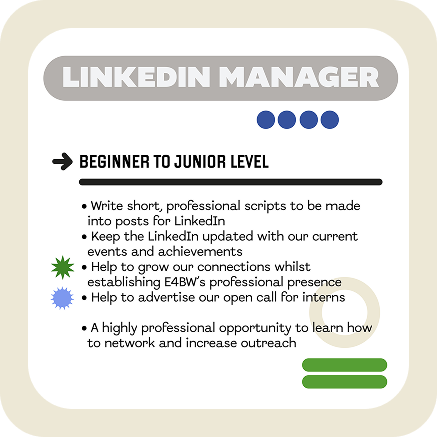 LINKEDIN MANAGER
BEGINNER TO JUNIOR LEVEL
• Write short, professional scripts to be made
into posts for LinkedIn
• Keep the LinkedIn updated with our current
events and achievements
• Help to grow our connections whilst
establishing E4BW's professional presence
• Help to advertise our open call for interns
• A highly professional opportunity to learn how
to network and increase outreach